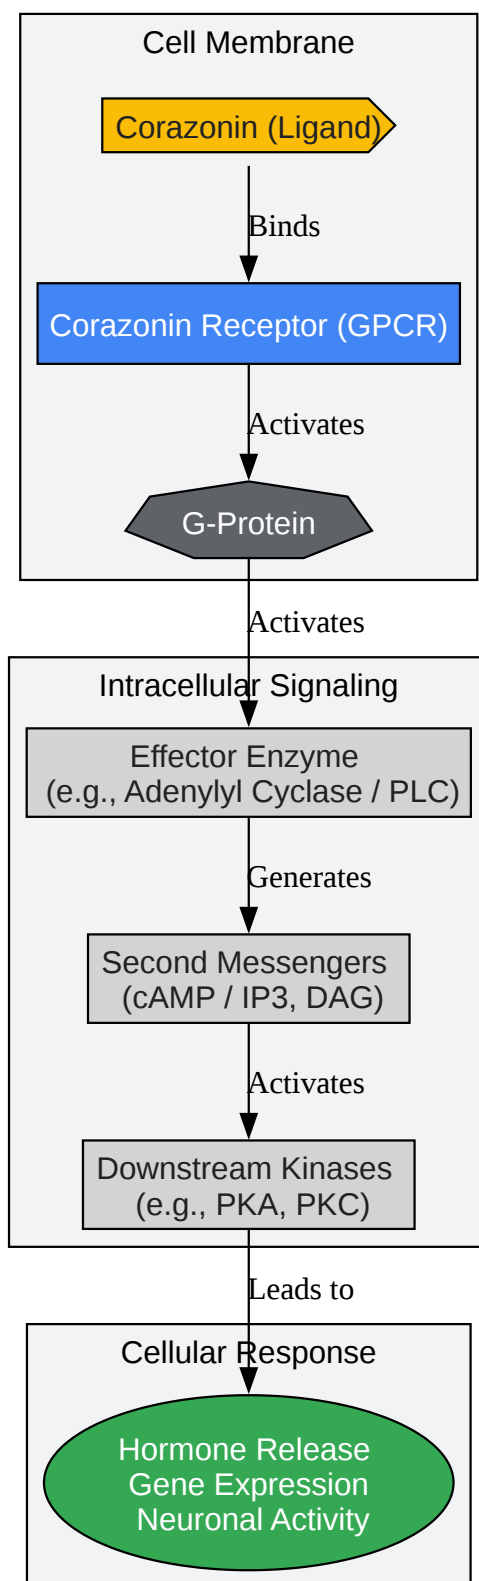 Cell Membrane
Corazonin (Ligand)
Binds
Corazonin Receptor (GPCR)
Activates
G-Protein
Activates
Intracellular Signaling
Effector Enzyme
(e.g., Adenylyl Cyclase / PLC)
Generates
Second Messengers
(cAMP / IP3, DAG)
Activates
Downstream Kinases
(e.g., PKA, PKC)
Leads to
Cellular Response
Hormone Release
Gene Expression
Neuronal Activity